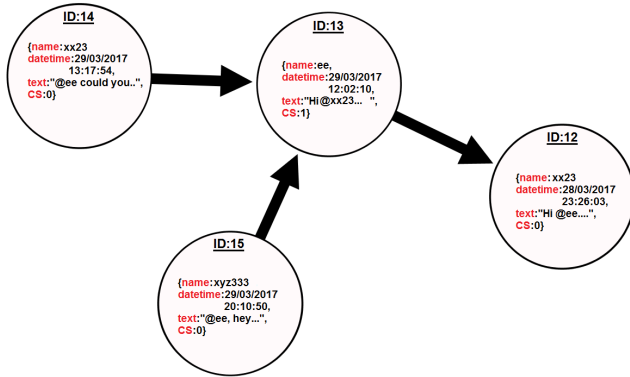 ID:14
{name:xx23
datetime:29/03/2017
13:17:54,
text:"@ee could you..",
CS:0}
ID:13
{name:ee,
datetime:29/03/2017
12:02:10,
text:"Hi@xx23... ",
CS:1}
ID:12
{name:xx23
datetime:28/03/2017
23:26:03,
text:"Hi @ee....",
CS:0}
ID:15
{name:xyz333
datetime:29/03/2017
20:10:50,
text:"@ee, hey...",
CS:0}